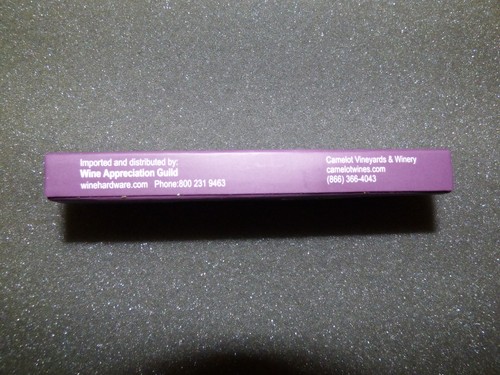 Imported and distributed by:
Wine Appreciation Guild
winehardware.com Phone:800 231 9463
Camelot Vineyards & Winery
camelotwines.com
(866) 366-4043